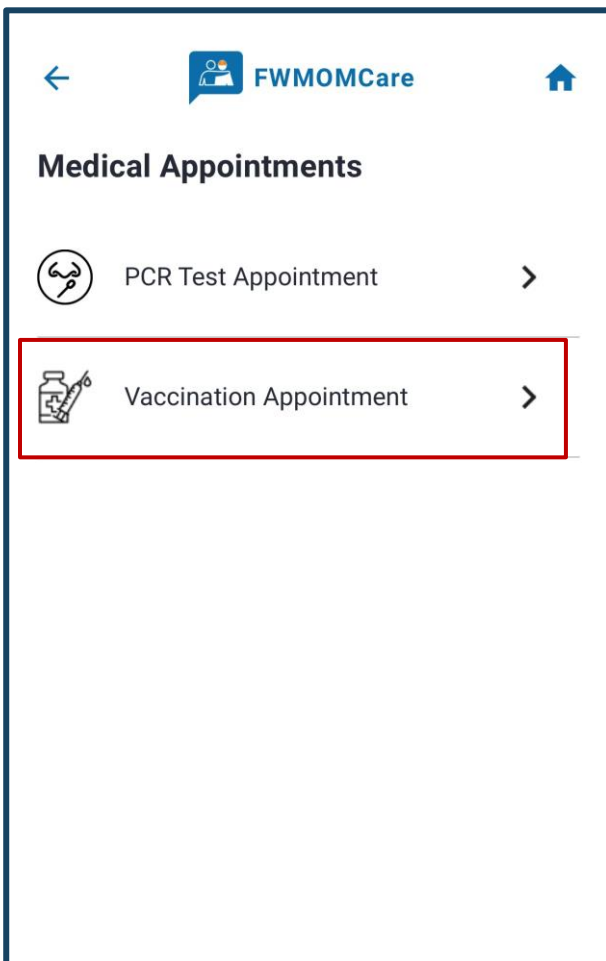 FWMOMCare
Medical Appointments
PCR Test Appointment
Vaccination Appointment